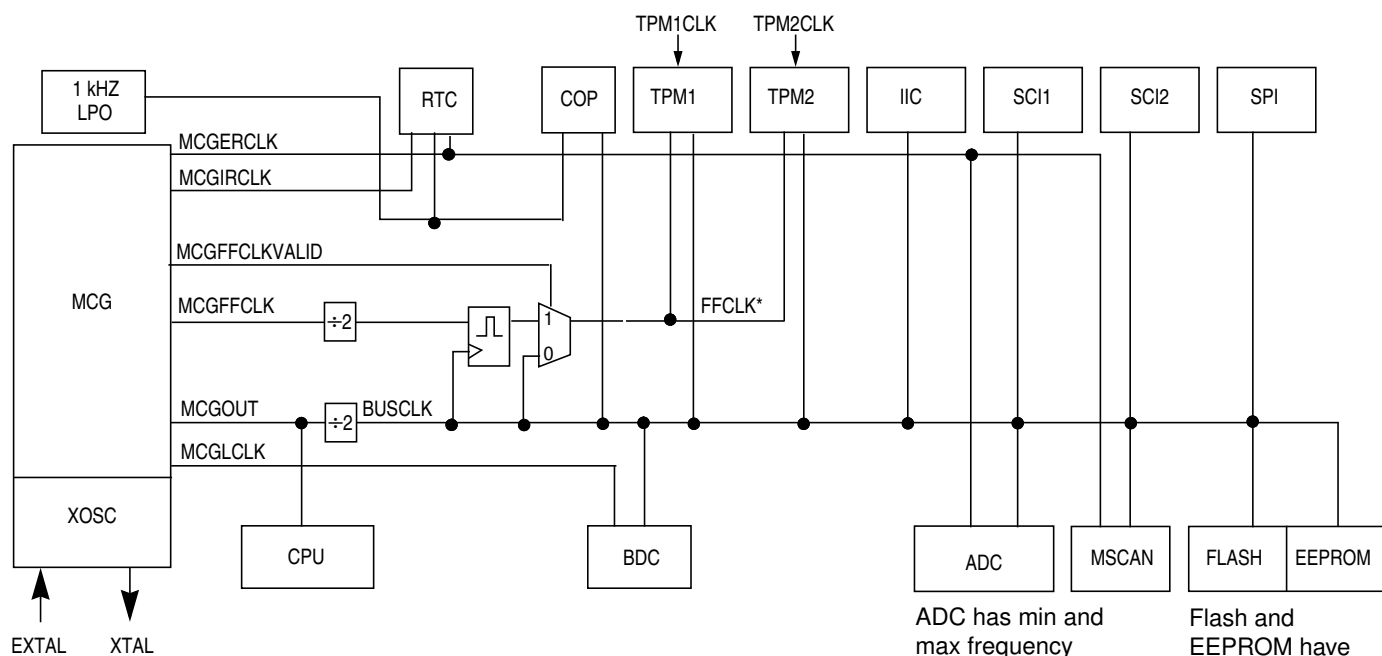 TPM1CLK TPM2CLK
1 kHZ
LPO
RTC COP TPM1 TPM2 IIC SCI1 SCI2 SPI
MCGERCLK
MCGIRCLK
MCGFFCLKVALID
MCG
MCGFFCLK
÷2
1
FFCLK*
0
MCGOUT
÷2
BUSCLK
MCGLCLK
XOSC
CPU BDC ADC MSCAN FLASH EEPROM
EXTAL XTAL
ADC has min and
max frequency
Flash and
EEPROM have